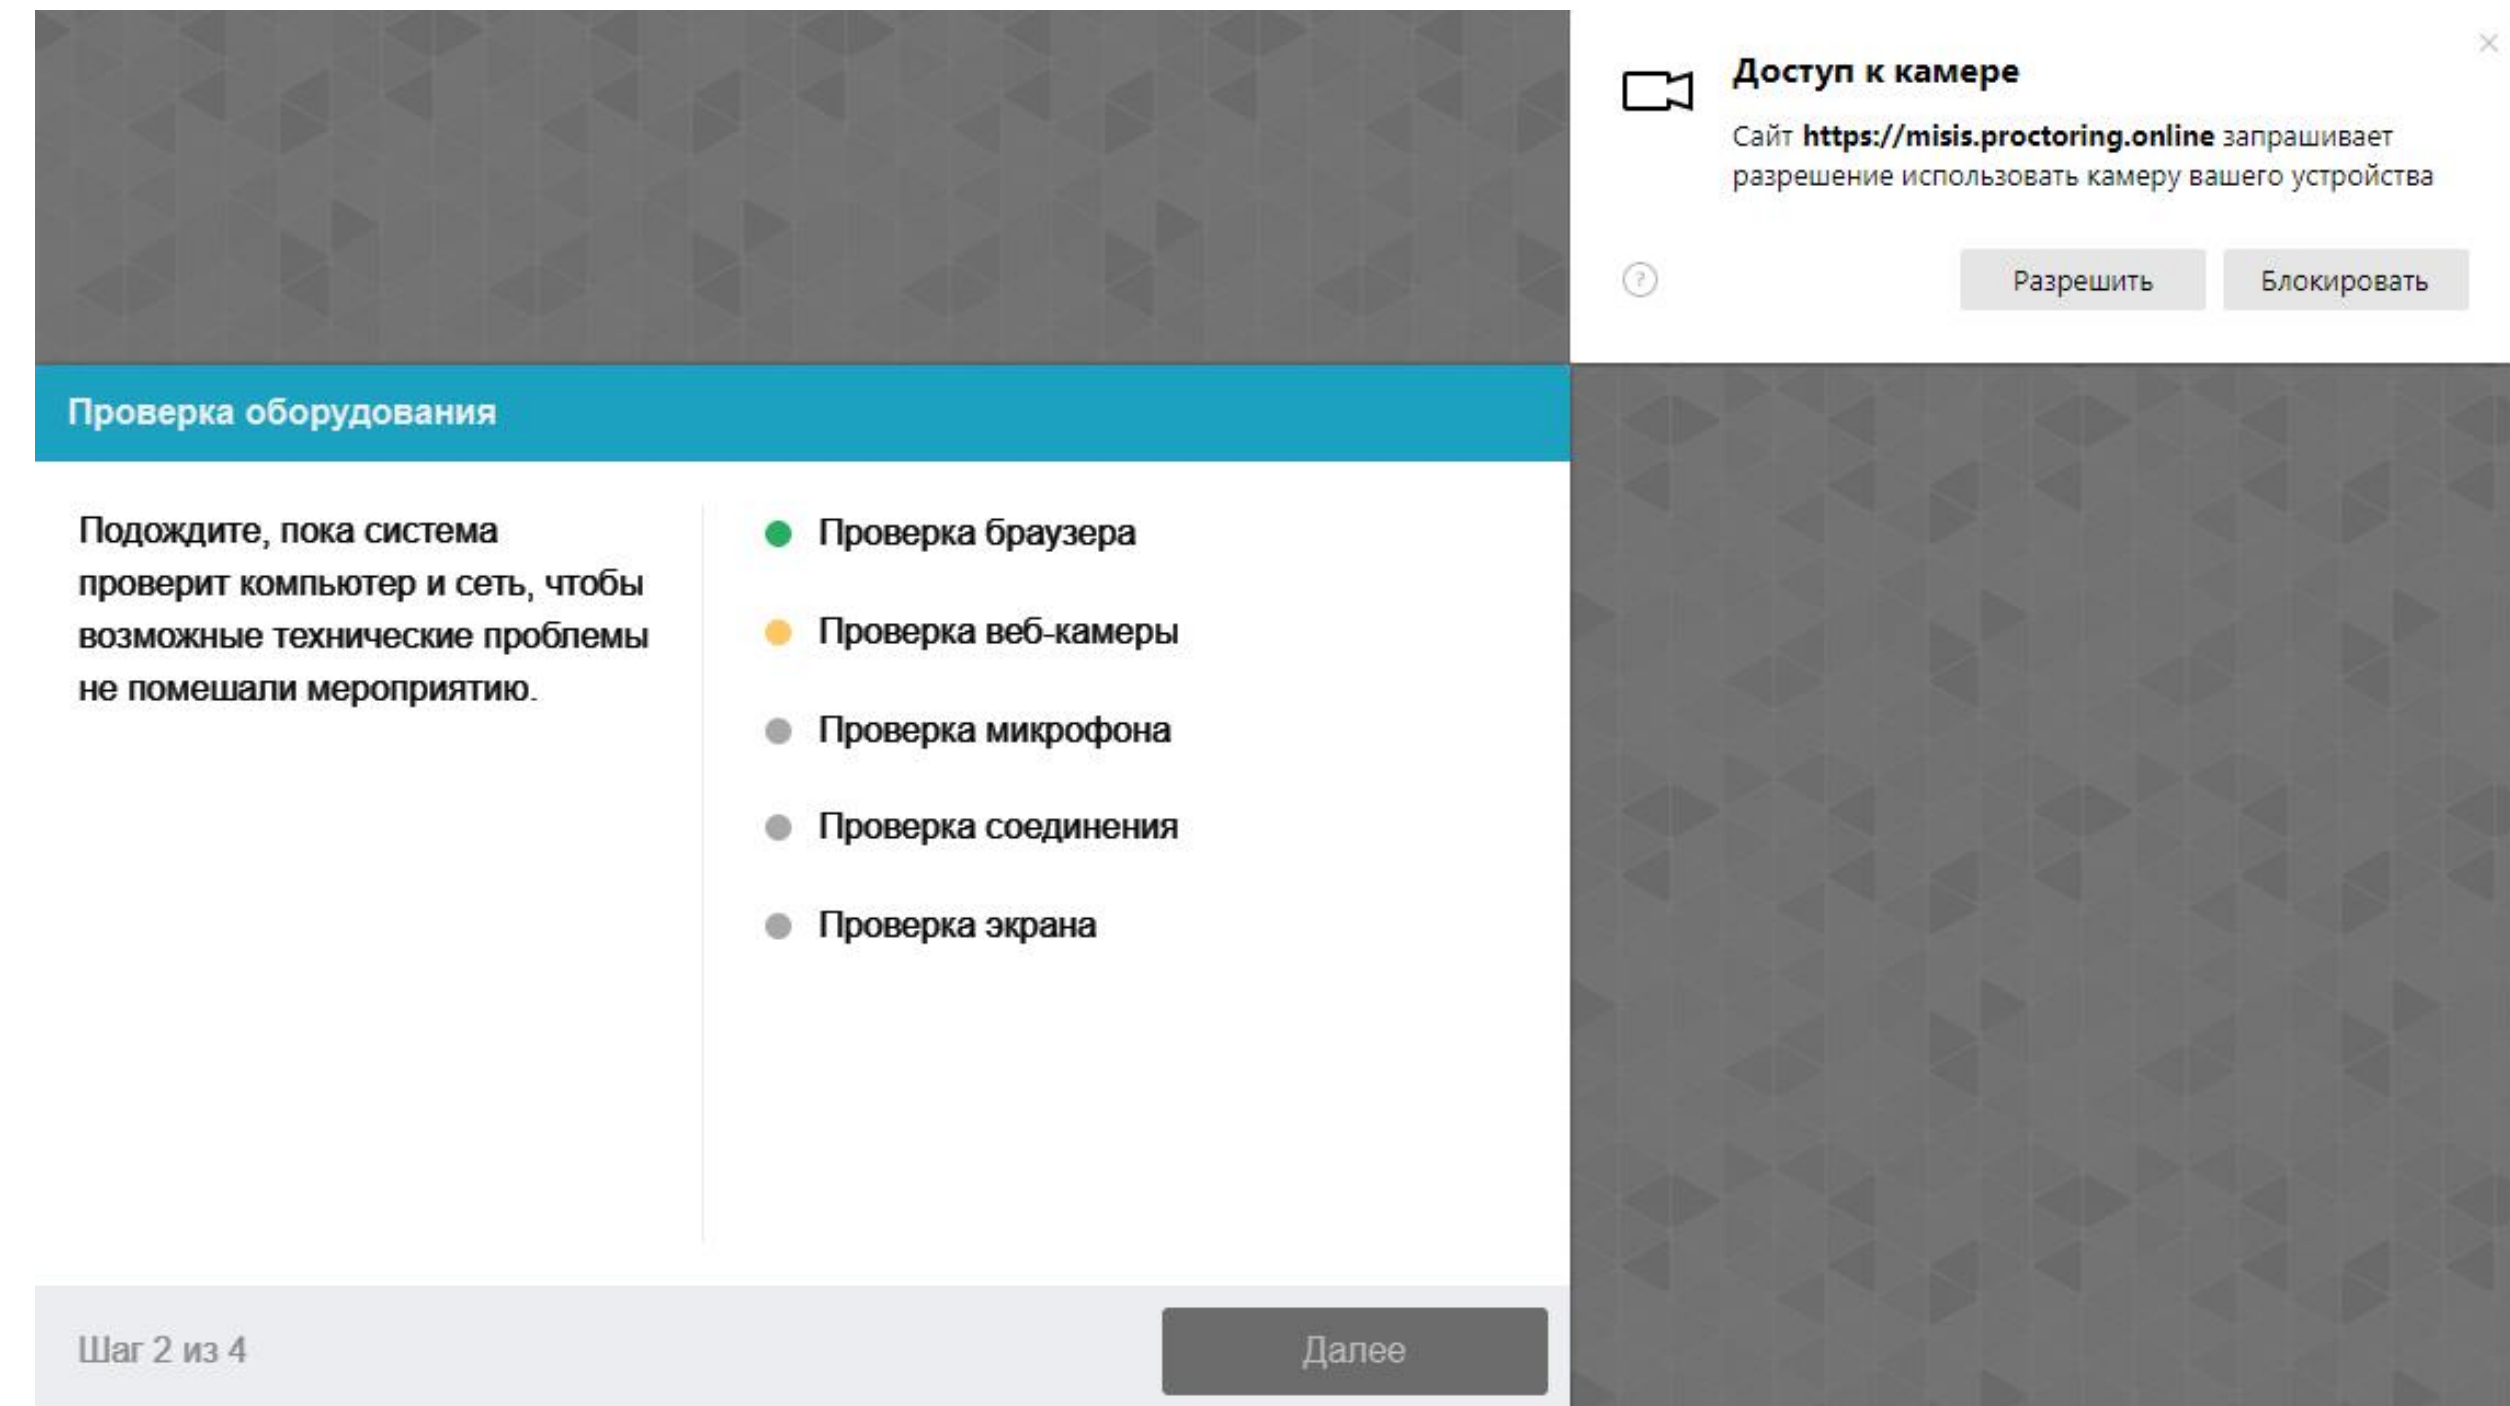 Доступ к камере
Сайт https://misis.proctoring.online запрашивает
разрешение использовать камеру вашего устройства
?
Разрешить
Блокировать
Проверка оборудования
Подождите, пока система
проверит компьютер и сеть, чтобы
возможные технические проблемы
не помешали мероприятию.
Проверка браузера
Проверка веб-камеры
Проверка микрофона
Проверка соединения
Проверка экрана
Шаг 2 из 4
Далее